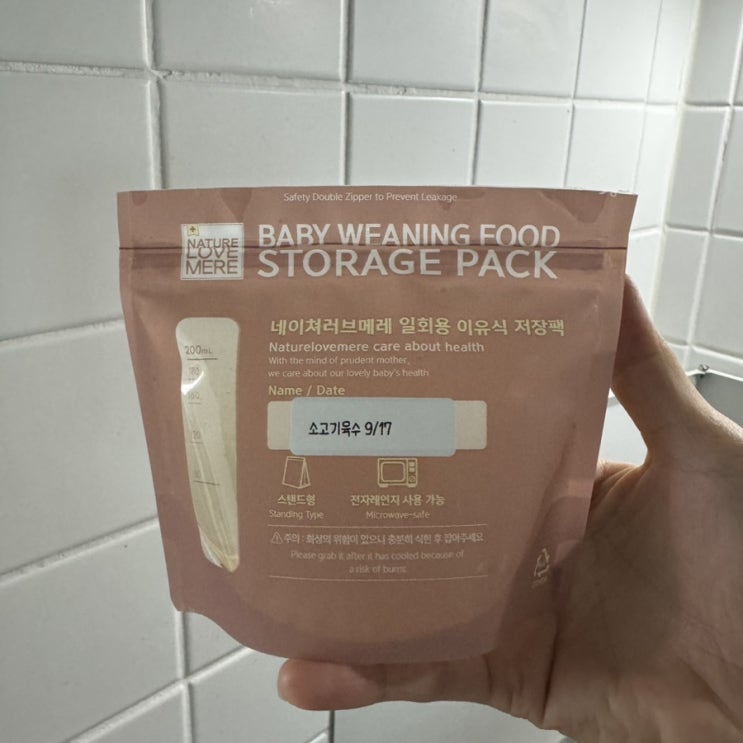 Safety Double Zipper to Prevent Leakage
NATURE
LOVE
MERE
BABY WEANING FOOD
STORAGE PACK
네이쳐러브메레 일회용 이유식 저장팩
Naturelovemere care about health
With the mind of prudent mother,
we care about our lovely baby's health
Name / Date
소고기육수 9/17
200mL
160
스탠드형
Standing Type
전자레인지 사용 가능
Microwave-safe
주의 : 화상의 위험이 있으니 충분히 식힌 후 잡아주세요
Please grab it after it has cooled because of
a risk of burns